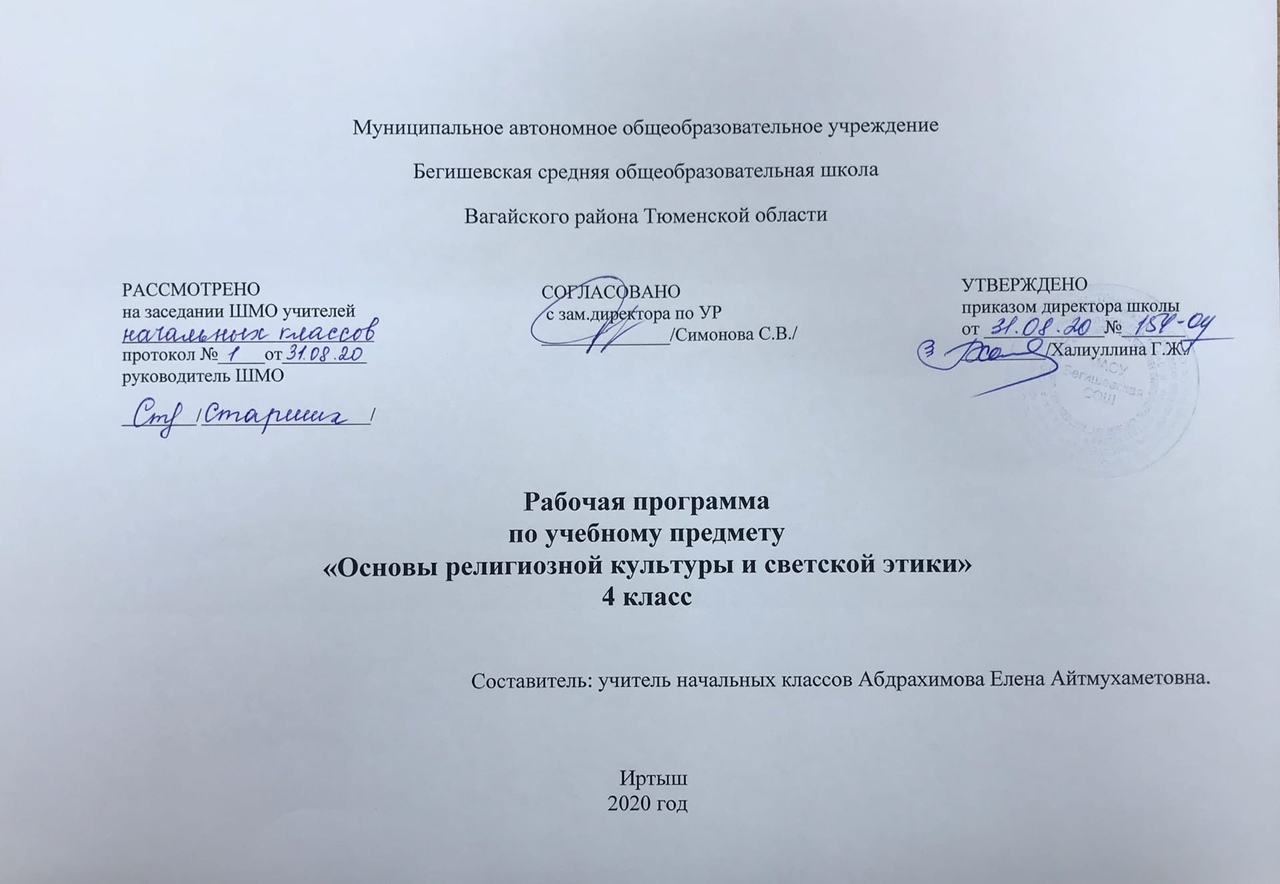 Муниципальное автономное общеобразовательное учреждение
Бегишевская средняя общеобразовательная школа
Вагайского района Тюменской области
РАССМОТРЕНО
на заседании ШМО учителей
начальных классов
протокол № 1 от 31.08.20
руководитель ШМО
/Старших/
СОГЛАСОВАНО
с зам.директора по УР
/Симонова С.В./
УТВЕРЖДЕНО
приказом директора школы
от 31.08.20 № 154-од
/Халиуллина Г.Ж./
МАОУ
Бегишевская
СОШ
Рабочая программа
по учебному предмету
«Основы религиозной культуры и светской этики»
4 класс
Составитель: учитель начальных классов Абдрахимова Елена Айтмухаметовна.
Иртыш
2020 год